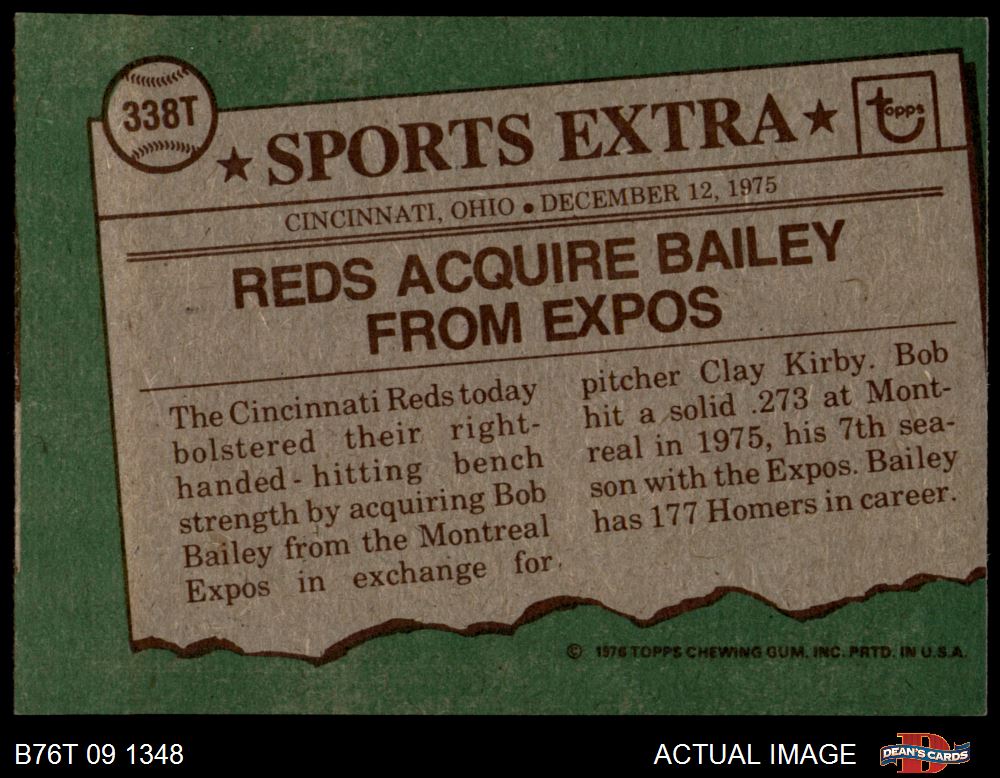 338T
★ SPORTS EXTRA ★
Topps
CINCINNATI, OHIO • DECEMBER 12, 1975
REDS ACQUIRE BAILEY
FROM EXPOS
The Cincinnati Reds today
bolstered their right-
handed-hitting bench
strength by acquiring Bob
Bailey from the Montreal
Expos in exchange for
pitcher Clay Kirby. Bob
hit a solid .273 at Mont-
real in 1975, his 7th sea-
son with the Expos. Bailey
has 177 Homers in career.
© 1976 TOPPS CHEWING GUM, INC. PRTD. IN U.S.A.
B76T 09 1348
ACTUAL IMAGE
D
DEAN'S CARDS